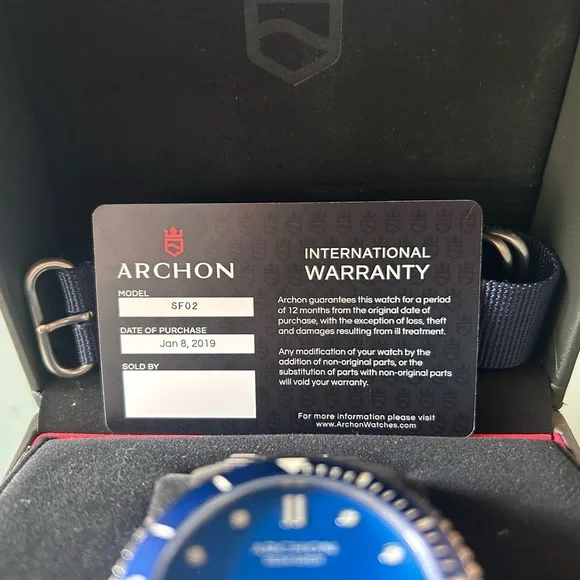 ARCHON
MODEL
SF02
DATE OF PURCHASE
Jan 8, 2019
SOLD BY
INTERNATIONAL
WARRANTY
Archon guarantees this watch for a period
of 12 months from the original date of
purchase, with the exception of loss, theft
and damages resulting from ill treatment.
Any modification of your watch by the
addition of non-original parts, or the
substitution of parts with non-original parts
will void your warranty.
For more information please visit
www.ArchonWatches.com
ARCHON